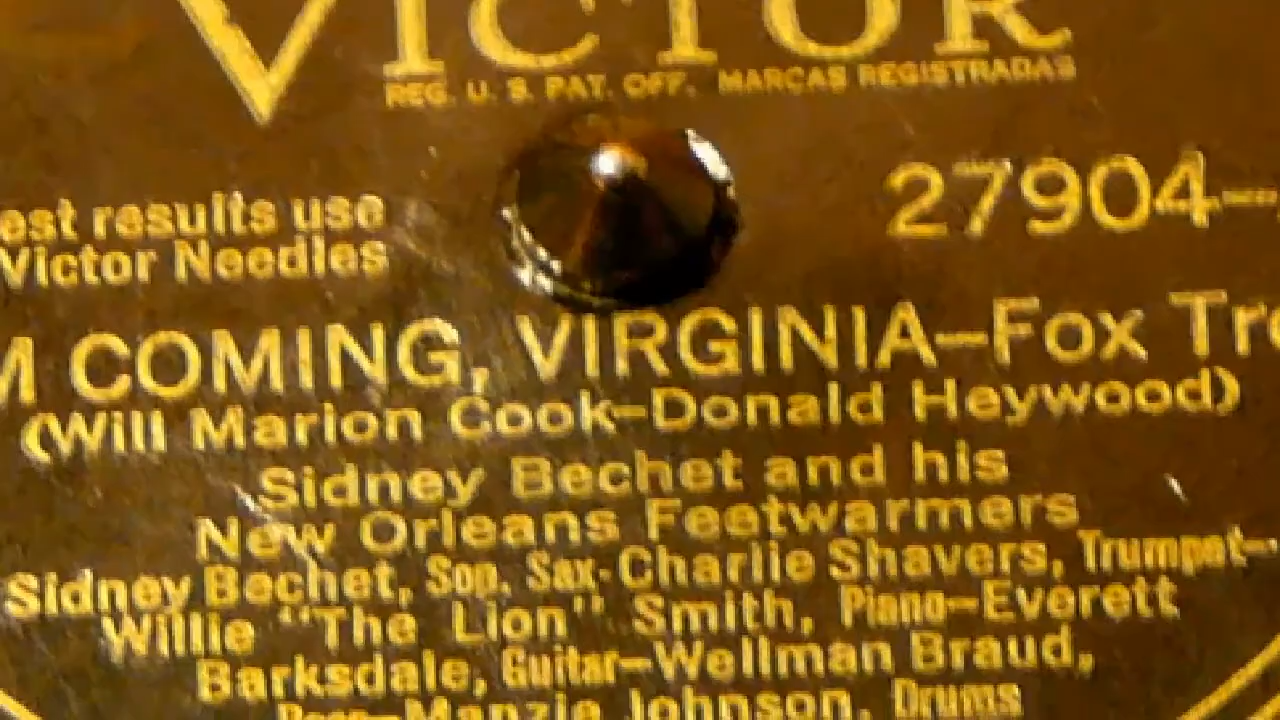 VICTOR
REG. U. S. PAT. OFF. MARCAS REGISTRADAS
27904–
est results use
Victor Needles
M COMING, VIRGINIA–Fox Tro
(Will Marion Cook–Donald Heywood)
Sidney Bechet and his
New Orleans Feetwarmers
Sidney Bechet, Sop. Sax-Charlie Shavers, Trumpet–
Willie "The Lion" Smith, Piano–Everett
Barksdale, Guitar–Wellman Braud,
Manzie Johnson, Drums